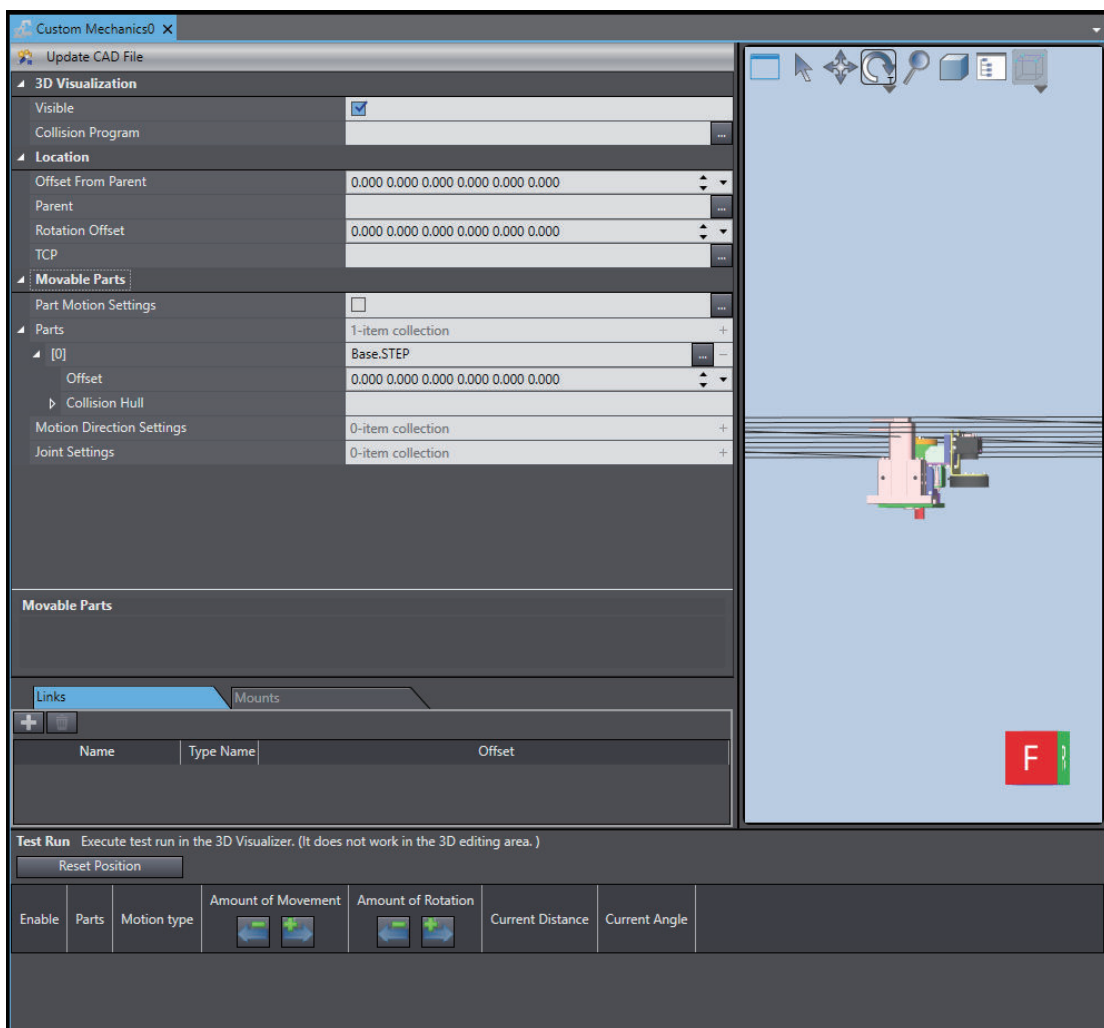 Custom Mechanics0
Update CAD File
3D Visualization
Visible
Collision Program
...
Location
Offset From Parent 0.000 0.000 0.000 0.000 0.000 0.000
Parent ...
Rotation Offset 0.000 0.000 0.000 0.000 0.000 0.000
TCP ...
Movable Parts
Part Motion Settings ...
Parts 1-item collection +
[0] Base.STEP ... −
Offset 0.000 0.000 0.000 0.000 0.000 0.000
Collision Hull
Motion Direction Settings 0-item collection +
Joint Settings 0-item collection +
Movable Parts
F R
Links Mounts
Name Type Name Offset
Test Run Execute test run in the 3D Visualizer. (It does not work in the 3D editing area. )
Reset Position
Enable Parts Motion type Amount of Movement Amount of Rotation Current Distance Current Angle